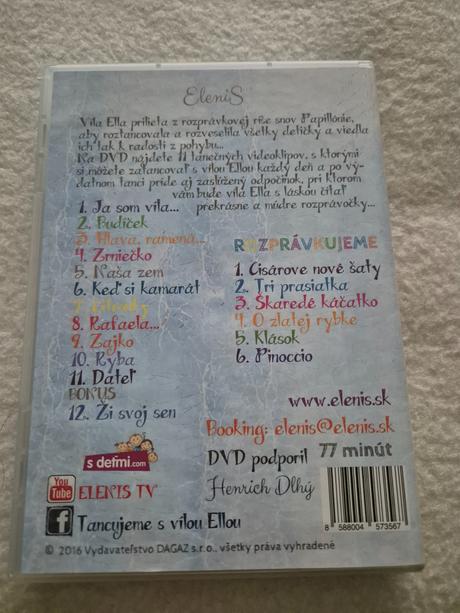 EleniS
Víla Ella prilieta z rozprávkovej ríše snov Papillónie,
aby roztancovala a rozveselila všetky detičky a viedla
ich tak k radosti z pohybu...
Na DVD nájdete 11 tanečných videoklipov, s ktorými
si môžete zatancovať s vílou Ellou každý deň a po vý-
datnom tanci príde aj zaslúžený odpočinok, pri ktorom
vám bude víla Ella s láskou čítať
prekrásne a múdre rozprávočky...
1. Ja som víla...
2. Budíček
3. Hlava, ramená...
4. Zrniečko
5. Naša zem
6. Keď si kamarát
7.
8. Rafaela...
9. Zajko
10. Ryba
11. Ďateľ
BONUS
12. Ži svoj sen
ROZPRÁVKUJEME
1. Cisárove nové šaty
2. Tri prasiatka
3. Škaredé káčatko
4. O zlatej rybke
5. Klások
6. Pinoccio
www.elenis.sk
Booking: elenis@elenis.sk
s deťmi.com
DVD podporil 77 minút
You Tube ELENIS TV
Henrich Dlhý
f Tancujeme s vílou Ellou
8 588004 573567
© 2016 Vydavateľstvo DAGAZ s.r.o., všetky práva vyhradené